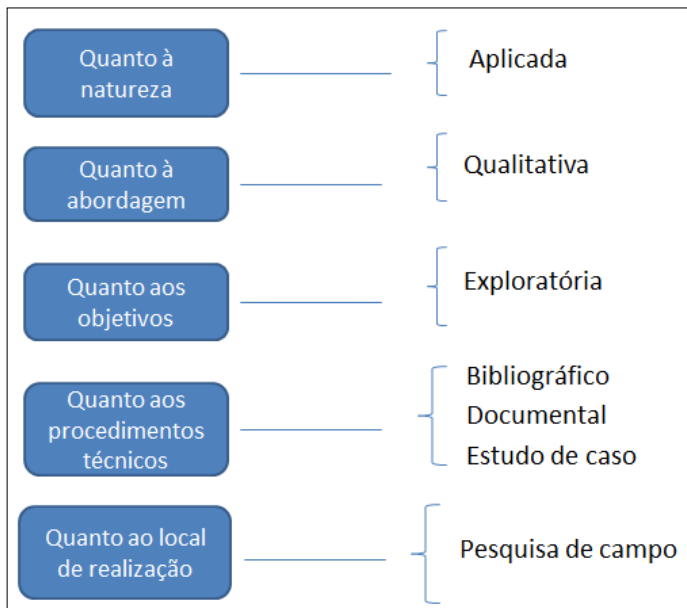 Quanto à
natureza
Aplicada
Quanto à
abordagem
Qualitativa
Quanto aos
objetivos
Exploratória
Quanto aos
procedimentos
técnicos
Bibliográfico
Documental
Estudo de caso
Quanto ao local
de realização
Pesquisa de campo